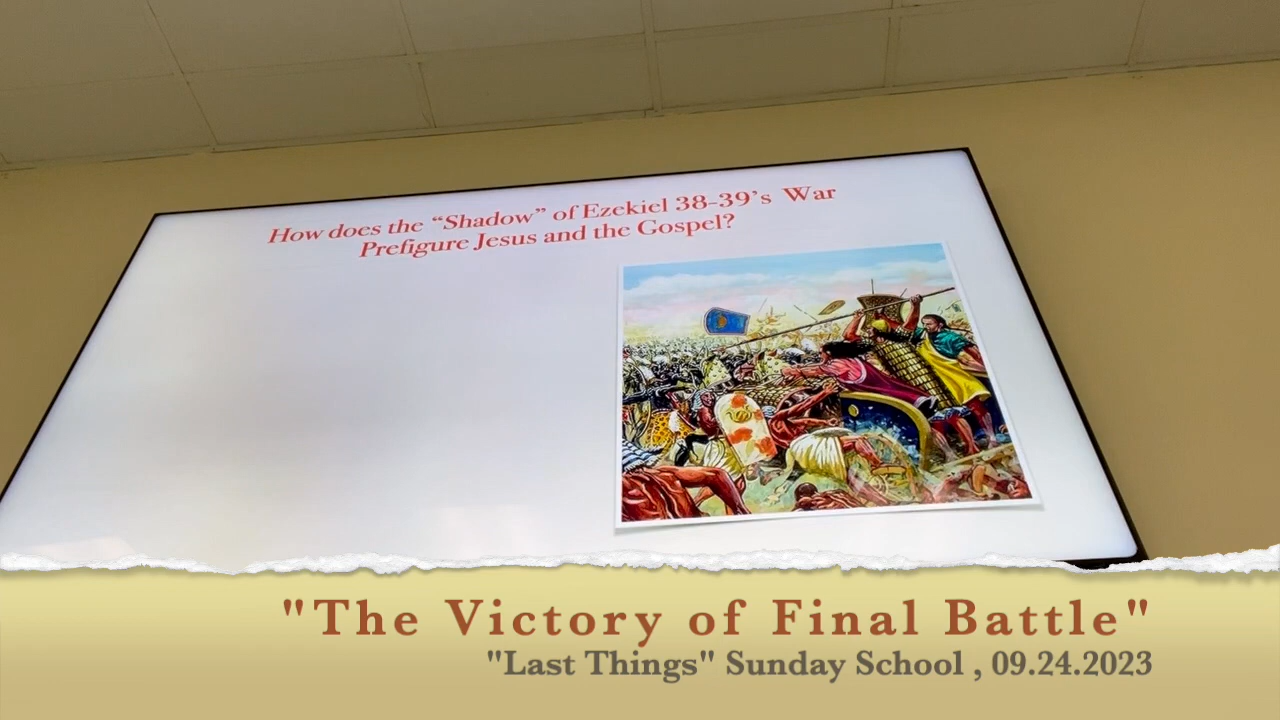 How does the “Shadow” of Ezekiel 38-39’s War
Prefigure Jesus and the Gospel?
"The Victory of Final Battle"
"Last Things" Sunday School , 09.24.2023